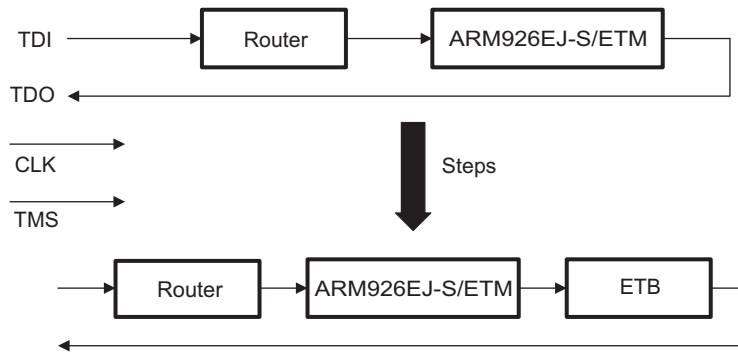 TDI
Router
ARM926EJ-S/ETM
TDO
CLK
Steps
TMS
Router
ARM926EJ-S/ETM
ETB